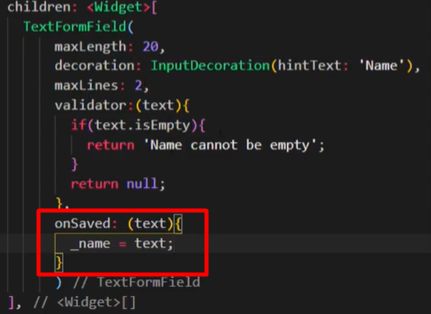 children: <Widget>[
TextFormField(
maxLength: 20,
decoration: InputDecoration(hintText: 'Name'),
maxLines: 2,
validator:(text){
if(text.isEmpty){
return 'Name cannot be empty';
}
return null;
},
onSaved: (text){
_name = text;
}
) // TextFormField
], // <Widget>[]